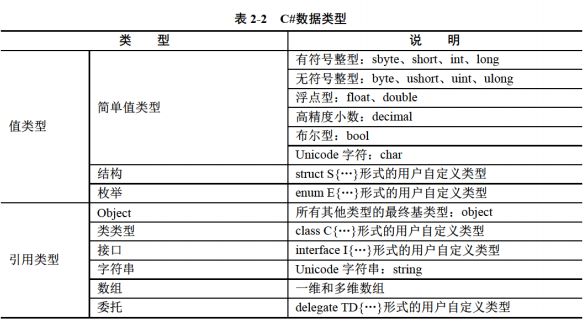 表 2-2 C#数据类型
类 型 说 明
值类型 简单值类型 有符号整型：sbyte、short、int、long
无符号整型：byte、ushort、uint、ulong
浮点型：float、double
高精度小数：decimal
布尔型：bool
Unicode 字符：char
结构 struct S{…}形式的用户自定义类型
枚举 enum E{…}形式的用户自定义类型
引用类型 Object 所有其他类型的最终基类型：object
类类型 class C{…}形式的用户自定义类型
接口 interface I{…}形式的用户自定义类型
字符串 Unicode 字符串：string
数组 一维和多维数组
委托 delegate TD{…}形式的用户自定义类型